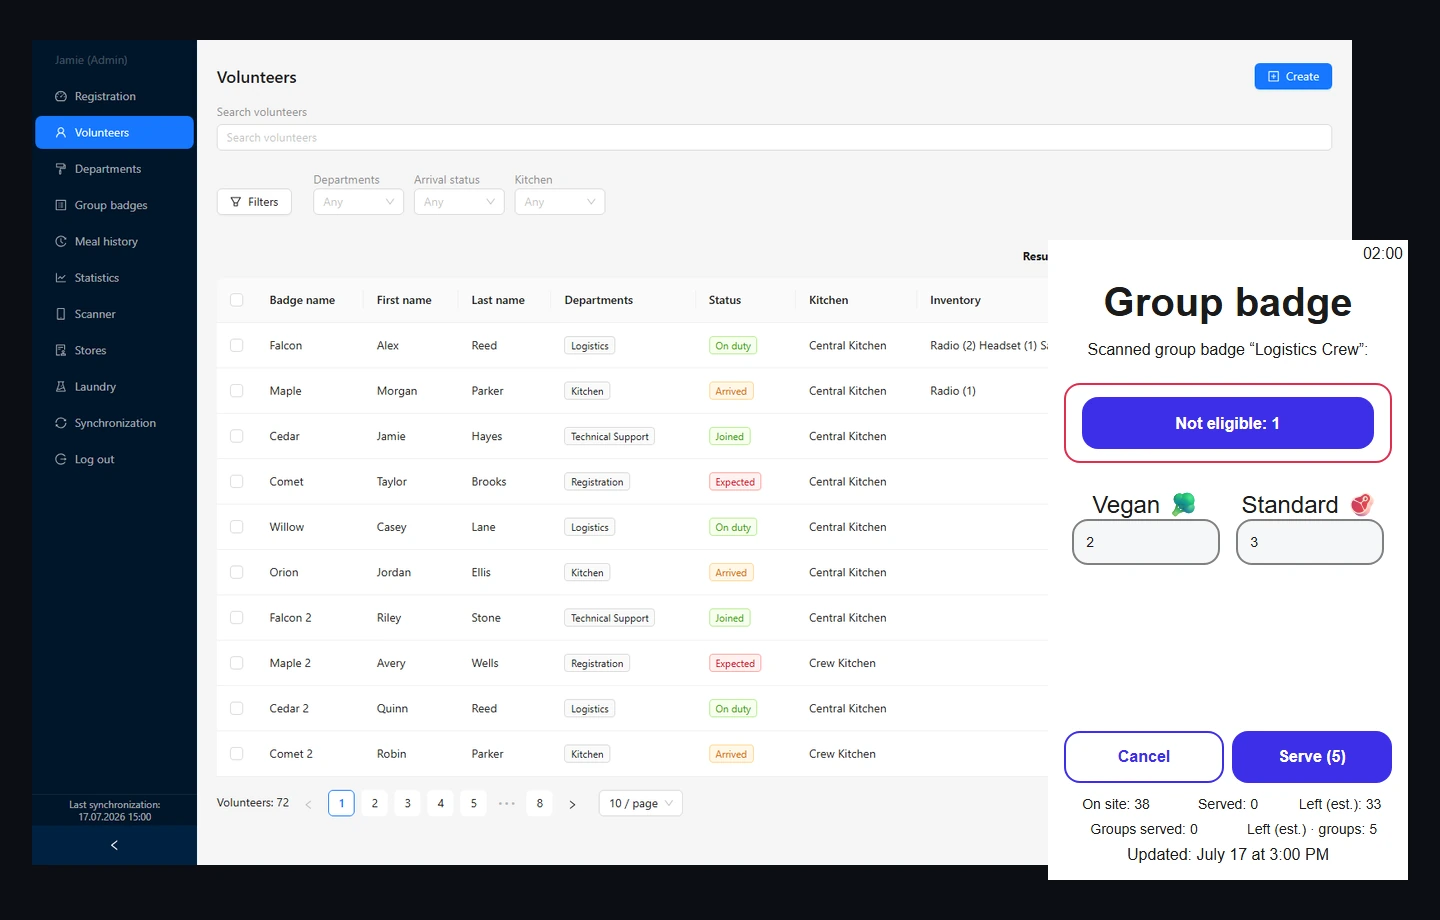 Jamie (Admin)
Registration
Volunteers
Departments
Group badges
Meal history
Statistics
Scanner
Stores
Laundry
Synchronization
Log out
Last synchronization:
17.07.2026 15:00
Volunteers
Create
Search volunteers
Search volunteers
Departments Arrival status Kitchen
Filters Any Any Any
Resu
Badge name First name Last name Departments Status Kitchen Inventory
Falcon Alex Reed Logistics On duty Central Kitchen Radio (2) Headset (1) Sa
Maple Morgan Parker Kitchen Arrived Central Kitchen Radio (1)
Cedar Jamie Hayes Technical Support Joined Central Kitchen
Comet Taylor Brooks Registration Expected Central Kitchen
Willow Casey Lane Logistics On duty Central Kitchen
Orion Jordan Ellis Kitchen Arrived Central Kitchen
Falcon 2 Riley Stone Technical Support Joined Central Kitchen
Maple 2 Avery Wells Registration Expected Crew Kitchen
Cedar 2 Quinn Reed Logistics On duty Central Kitchen
Comet 2 Robin Parker Kitchen Arrived Crew Kitchen
Volunteers: 72 < 1 2 3 4 5 ••• 8 > 10 / page
02:00
Group badge
Scanned group badge “Logistics Crew”:
Not eligible: 1
Vegan Standard
2 3
Cancel Serve (5)
On site: 38 Served: 0 Left (est.): 33
Groups served: 0 Left (est.) · groups: 5
Updated: July 17 at 3:00 PM